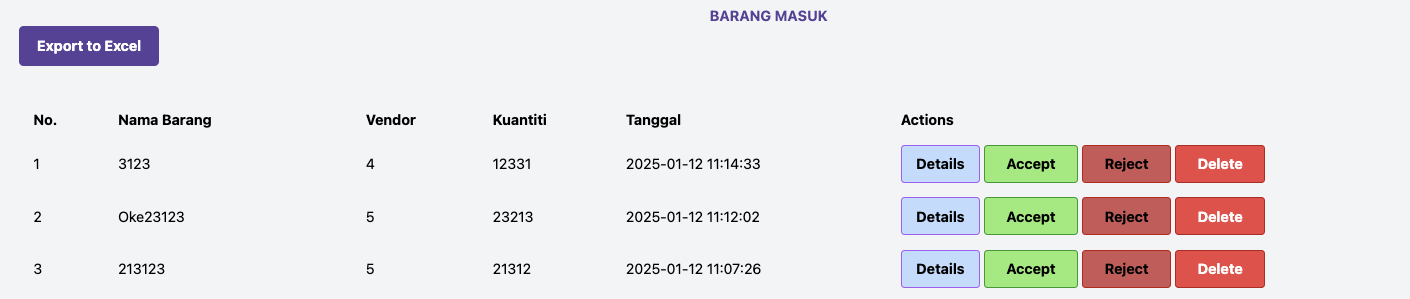 BARANG MASUK
Export to Excel
No. Nama Barang Vendor Kuantiti Tanggal Actions
1 3123 4 12331 2025-01-12 11:14:33 Details Accept Reject Delete
2 Oke23123 5 23213 2025-01-12 11:12:02 Details Accept Reject Delete
3 213123 5 21312 2025-01-12 11:07:26 Details Accept Reject Delete